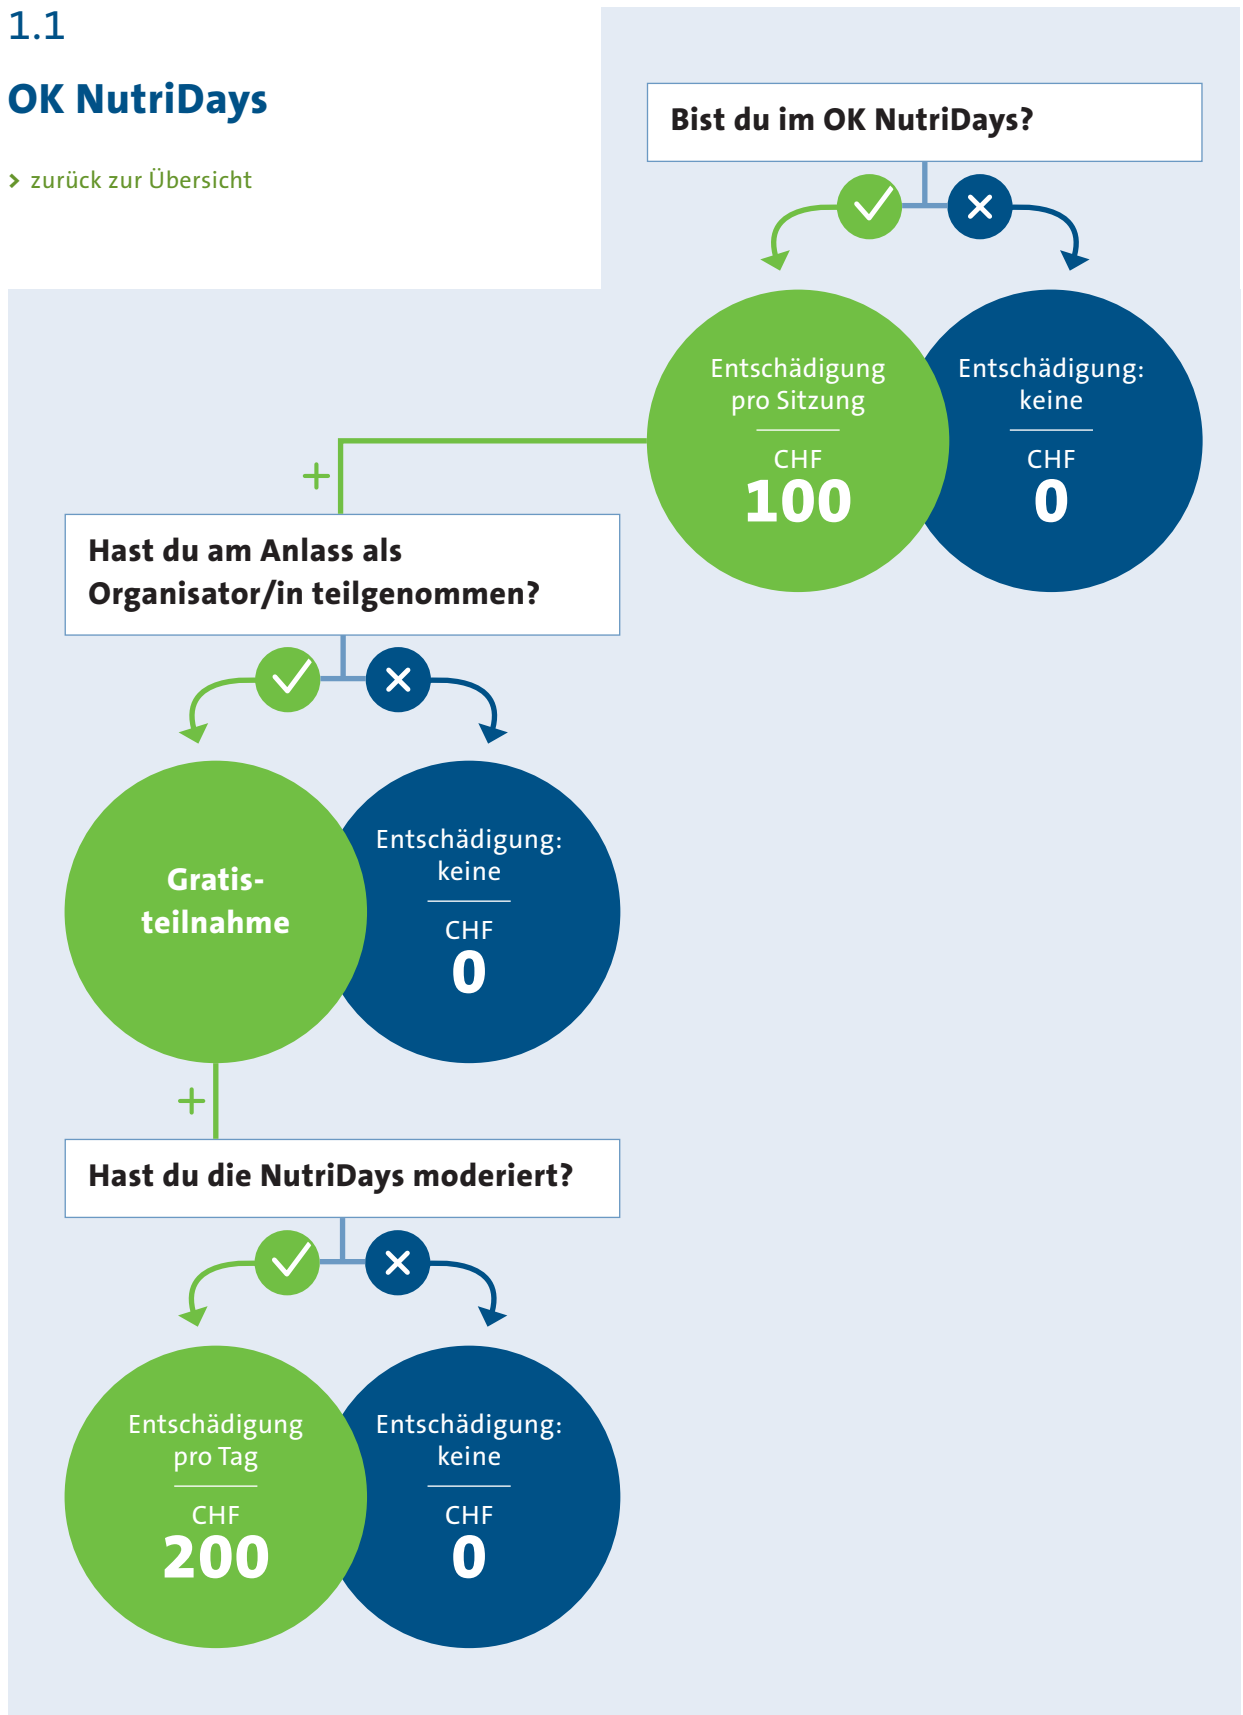 1.1
OK NutriDays
> zurück zur Übersicht
Bist du im OK NutriDays?
Entschädigung
pro Sitzung
CHF
100
Entschädigung:
keine
CHF
0
+
Hast du am Anlass als
Organisator/in teilgenommen?
Gratis-
teilnahme
Entschädigung:
keine
CHF
0
+
Hast du die NutriDays moderiert?
Entschädigung
pro Tag
CHF
200
Entschädigung:
keine
CHF
0